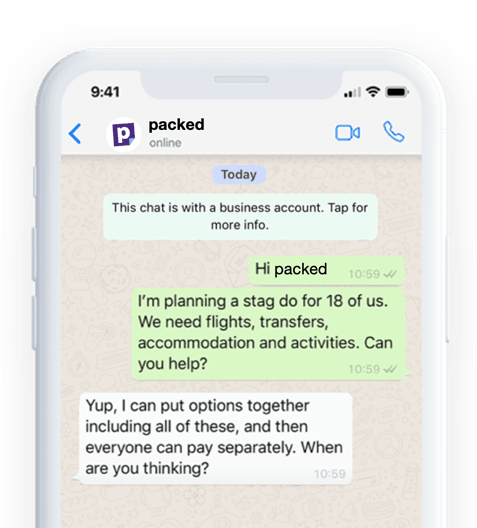 9:41
p
packed
online
Today
This chat is with a business account. Tap for
more info.
Hi packed
10:59
I'm planning a stag do for 18 of us.
We need flights, transfers,
accommodation and activities. Can
you help?
10:59
Yup, I can put options together
including all of these, and then
everyone can pay separately. When
are you thinking?
10:59